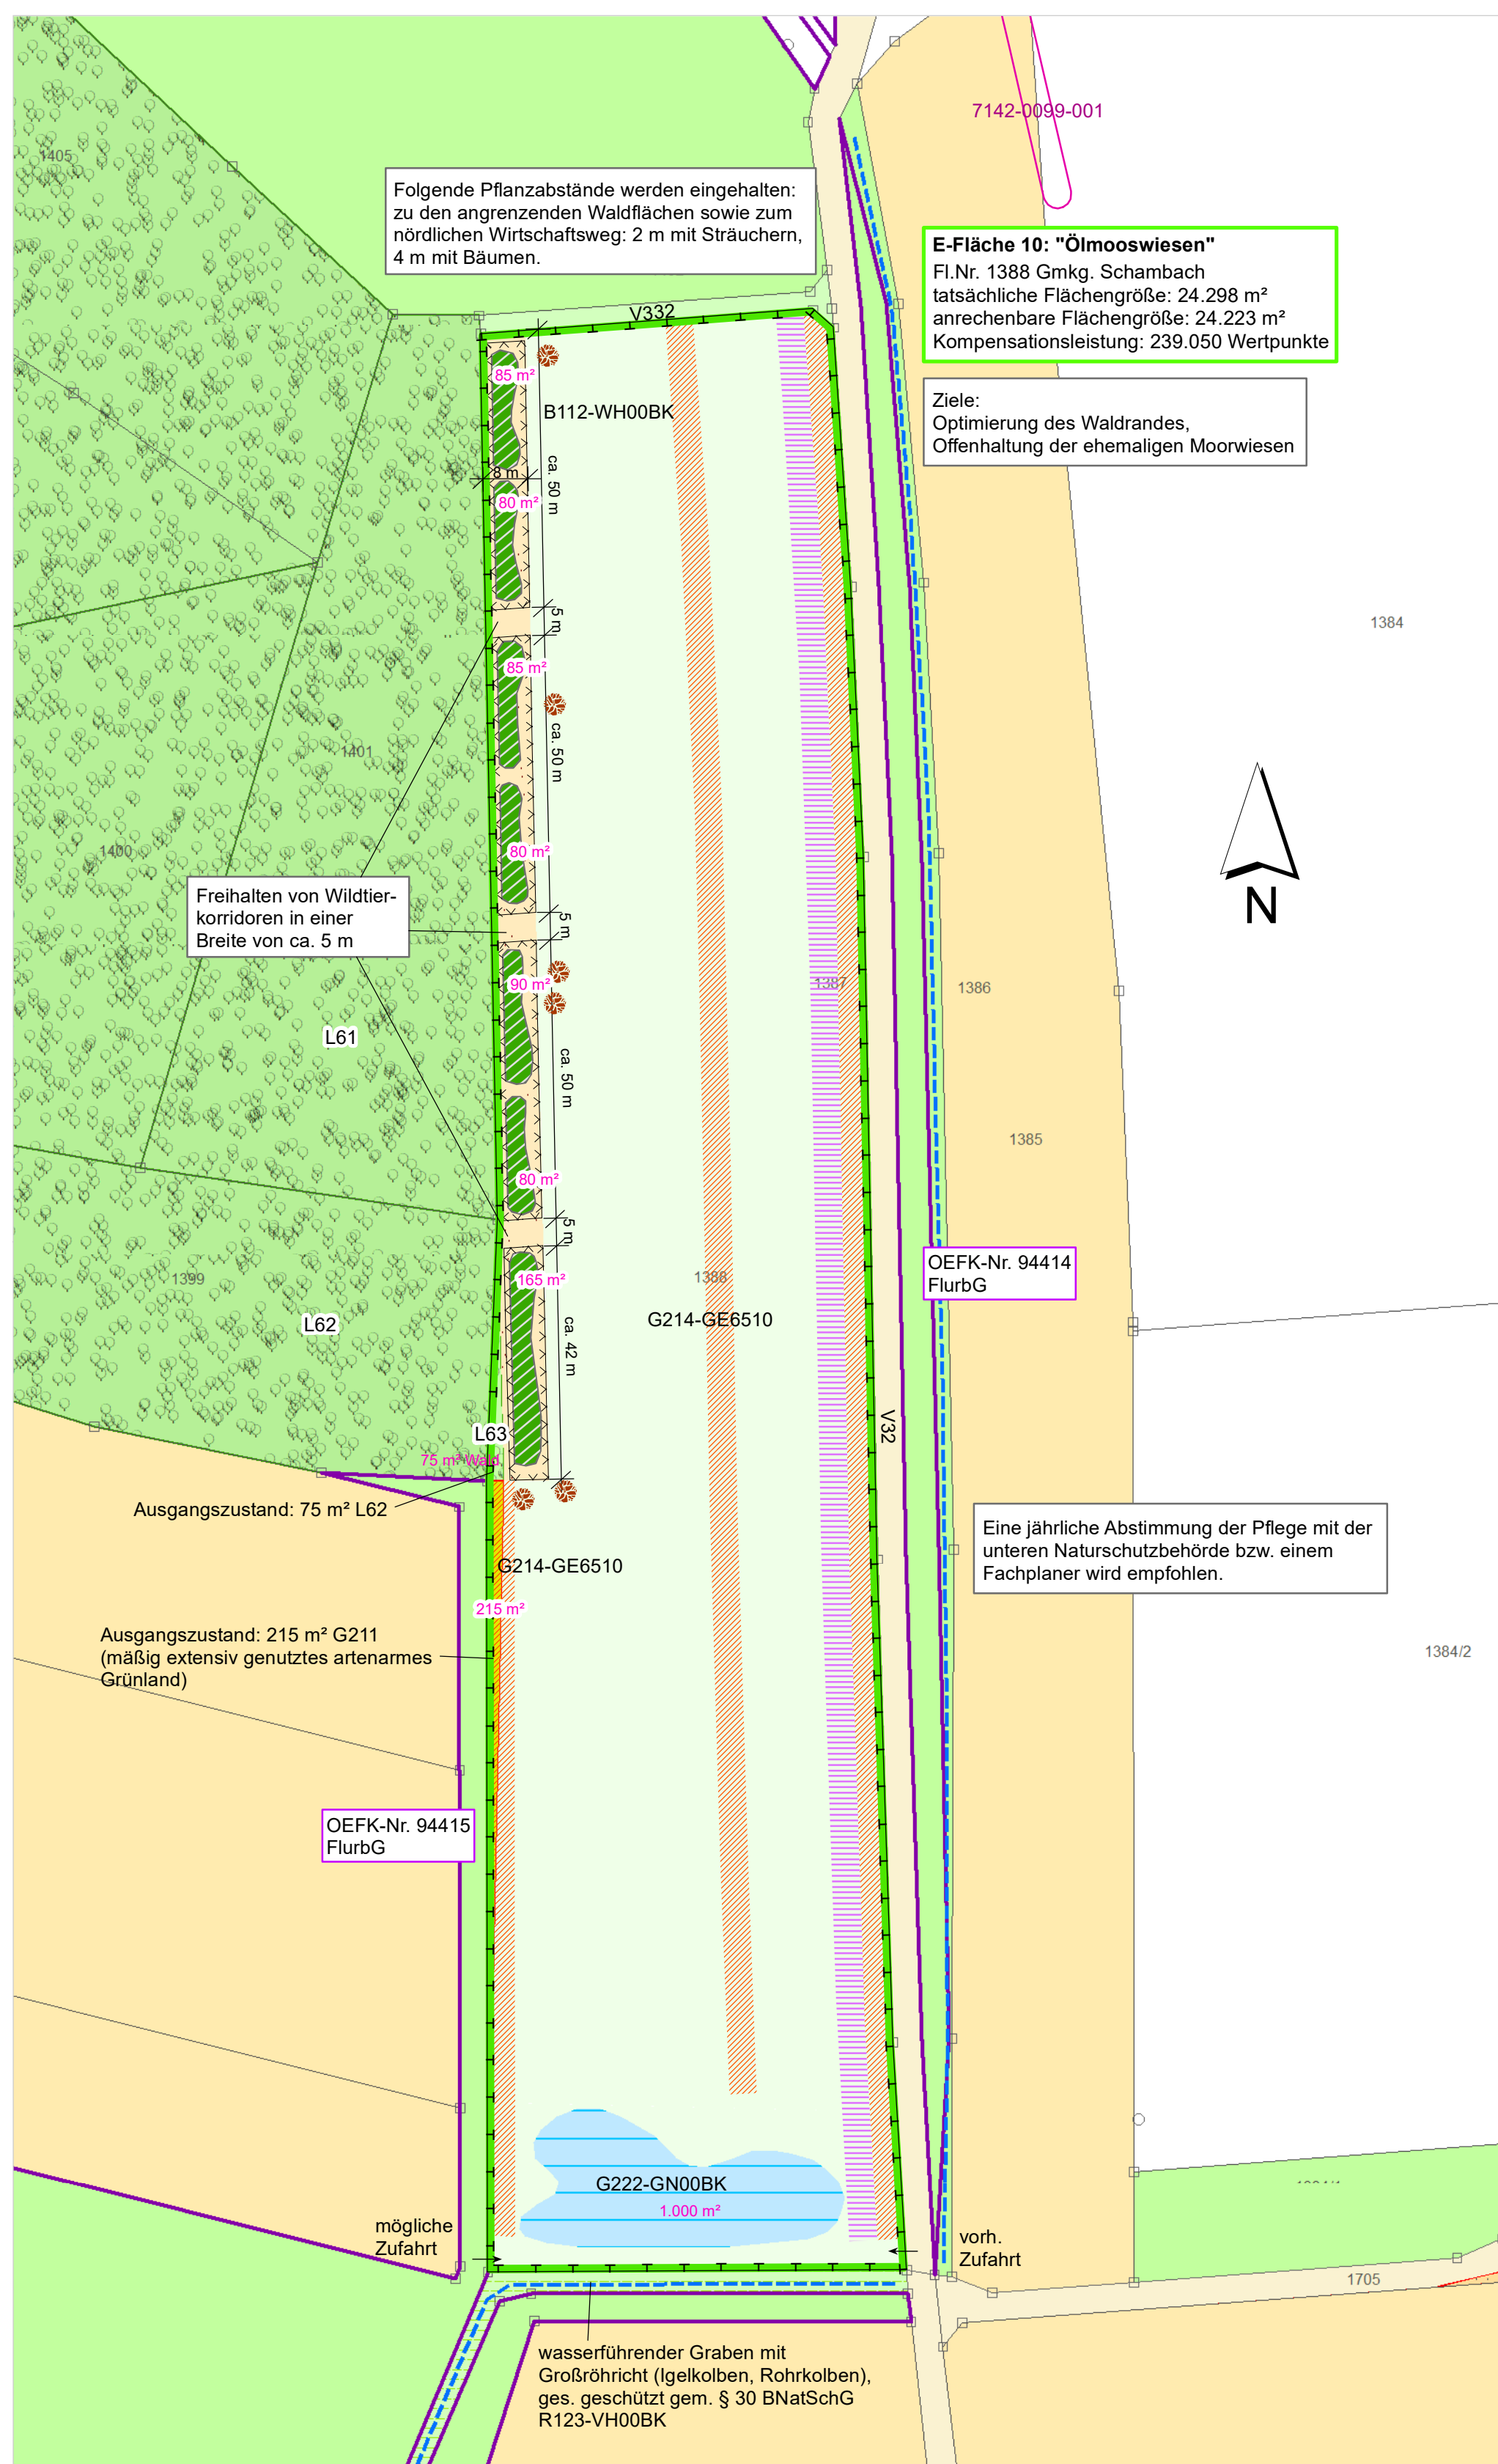 7142-0099-001
1405
Folgende Pflanzabstände werden eingehalten:
zu den angrenzenden Waldflächen sowie zum
nördlichen Wirtschaftsweg: 2 m mit Sträuchern,
4 m mit Bäumen.
E-Fläche 10: "Ölmooswiesen"
Fl.Nr. 1388 Gmkg. Schambach
tatsächliche Flächengröße: 24.298 m²
anrechenbare Flächengröße: 24.223 m²
Kompensationsleistung: 239.050 Wertpunkte
V332
85 m²
B112-WH00BK
Ziele:
Optimierung des Waldrandes,
Offenhaltung der ehemaligen Moorwiesen
8 m
ca. 50 m
80 m²
5 m
1384
85 m²
ca. 50 m
1401
1400
80 m²
Freihalten von Wildtier-
korridoren in einer
Breite von ca. 5 m
5 m
N
90 m²
1387
1386
L61
ca. 50 m
1385
80 m²
5 m
OEFK-Nr. 94414
FlurbG
1399
165 m²
1388
L62
G214-GE6510
ca. 42 m
V32
L63
75 m² Wald
Ausgangszustand: 75 m² L62
Eine jährliche Abstimmung der Pflege mit der
unteren Naturschutzbehörde bzw. einem
Fachplaner wird empfohlen.
G214-GE6510
215 m²
Ausgangszustand: 215 m² G211
(mäßig extensiv genutztes artenarmes
Grünland)
1384/2
OEFK-Nr. 94415
FlurbG
G222-GN00BK
1.000 m²
mögliche
Zufahrt
vorh.
Zufahrt
1705
wasserführender Graben mit
Großröhricht (Igelkolben, Rohrkolben),
ges. geschützt gem. § 30 BNatSchG
R123-VH00BK